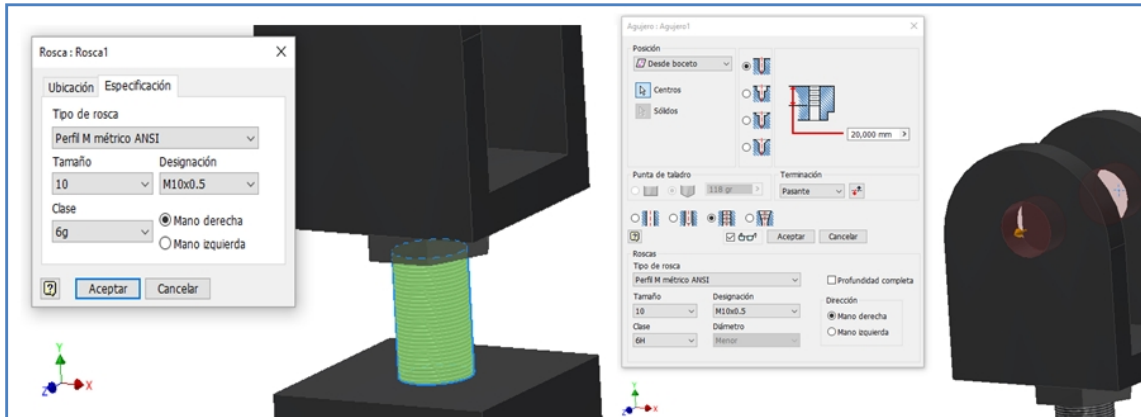 Rosca : Rosca1
Ubicación Especificación
Tipo de rosca
Perfil M métrico ANSI
Tamaño Designación
10 M10x0.5
Clase
6g
Mano derecha
Mano izquierda
Aceptar Cancelar
Y
Z X
Agujero : Agujero1
Posición
Desde boceto
Centros
Sólidos
20,000 mm
Punta de taladro
118 gr
Terminación
Pasante
Aceptar Cancelar
Roscas
Tipo de rosca
Perfil M métrico ANSI
Profundidad completa
Tamaño Designación
10 M10x0.5
Dirección
Mano derecha
Mano izquierda
Clase Diámetro
6H Menor
Y
Z X